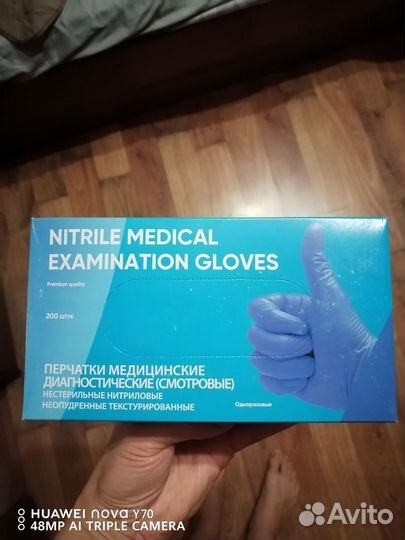 NITRILE MEDICAL
EXAMINATION GLOVES
Premium quality
200 ШТУК
ПЕРЧАТКИ МЕДИЦИНСКИЕ
ДИАГНОСТИЧЕСКИЕ (СМОТРОВЫЕ)
НЕСТЕРИЛЬНЫЕ НИТРИЛОВЫЕ
НЕОПУДРЕННЫЕ ТЕКСТУРИРОВАННЫЕ
Одноразовые
HUAWEI nova Y70
48MP AI TRIPLE CAMERA
Avito